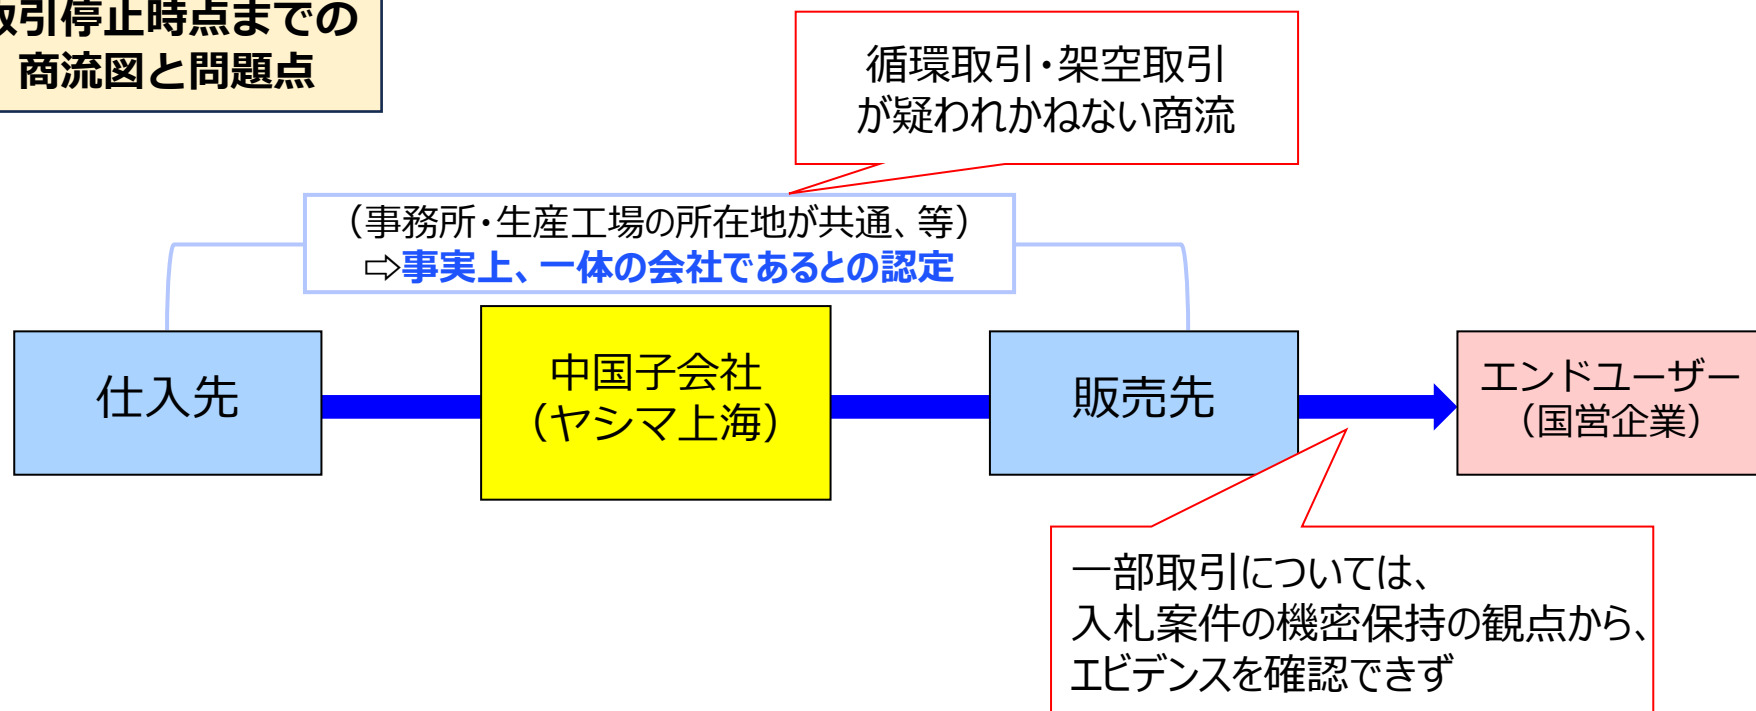 取引停止時点までの
商流図と問題点
循環取引・架空取引
が疑われかねない商流
（事務所・生産工場の所在地が共通、等）
⇨事実上、一体の会社であるとの認定
仕入先
中国子会社
（ヤシマ上海）
販売先
エンドユーザー
（国営企業）
一部取引については、
入札案件の機密保持の観点から、
エビデンスを確認できず